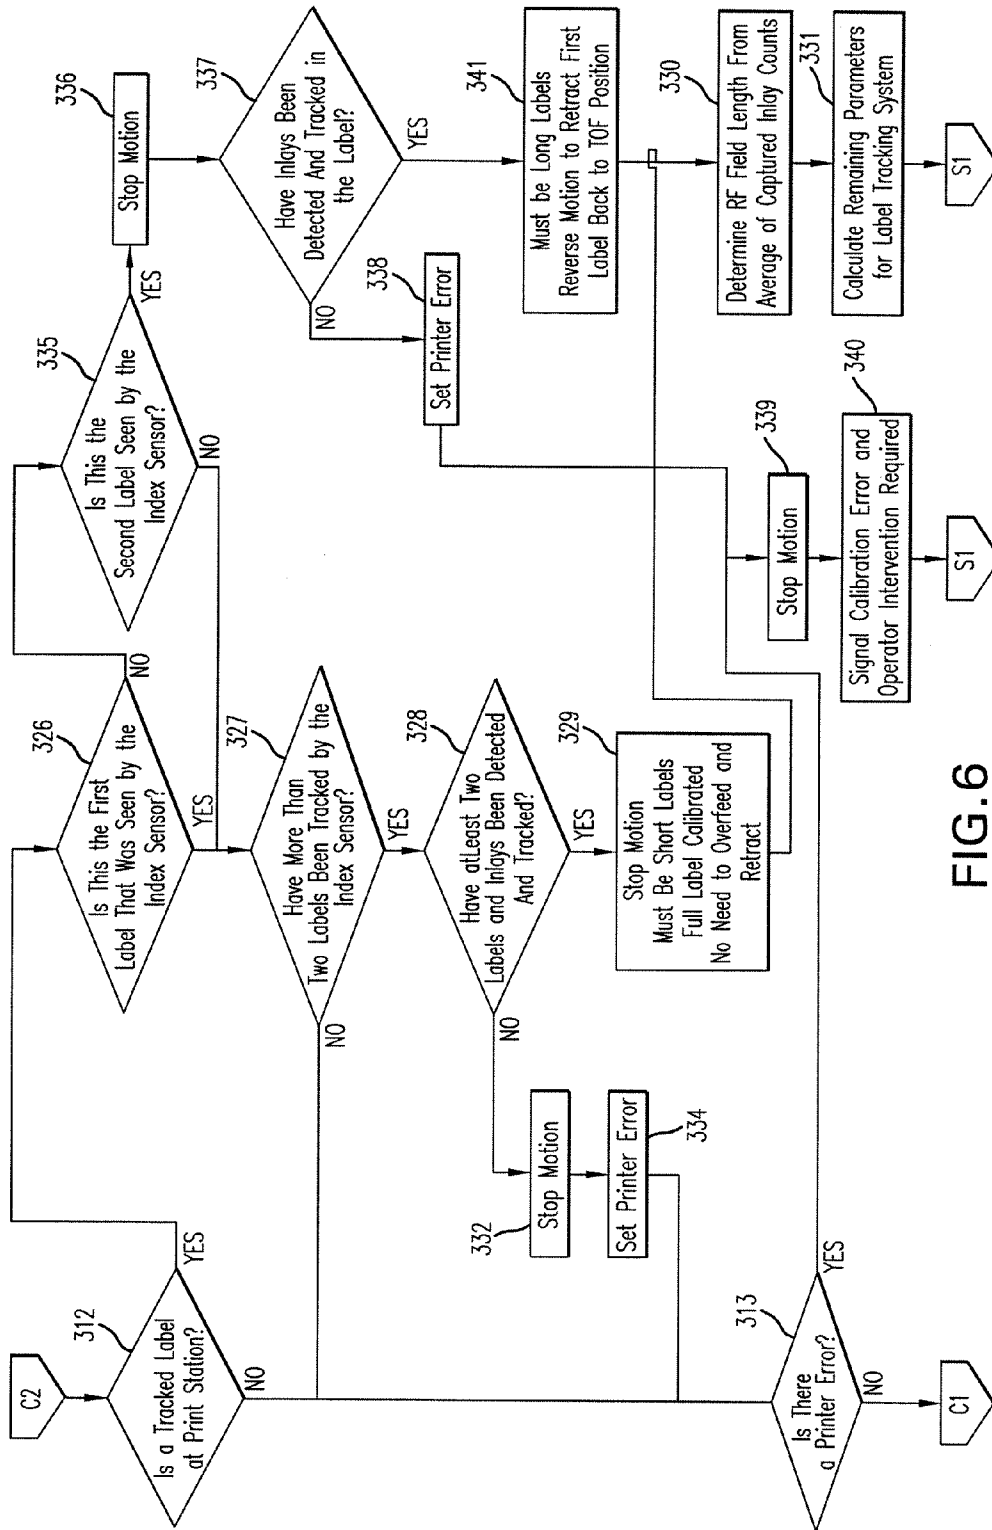 C2
312
Is a Tracked Label
at Print Station?
YES
NO
326
Is This the First
Label That Was Seen by the
Index Sensor?
NO
YES
335
Is This the
Second Label Seen by the
Index Sensor?
YES
NO
336
Stop Motion
337
Have Inlays Been
Detected And Tracked in
the Label?
NO
YES
338
Set Printer Error
341
Must be Long Labels
Reverse Motion to Retract First
Label Back to TOF Position
330
Determine RF Field Length From
Average of Captured Inlay Counts
331
Calculate Remaining Parameters
for Label Tracking System
S1
327
Have More Than
Two Labels Been Tracked by the
Index Sensor?
NO
YES
328
Have atLeast Two
Labels and Inlays Been Detected
And Tracked?
NO
YES
329
Stop Motion
Must Be Short Labels
Full Label Calibrated
No Need to Overfeed and
Retract
332
Stop Motion
334
Set Printer Error
313
Is There
a Printer Error?
YES
NO
C1
339
Stop Motion
340
Signal Calibration Error and
Operator Intervention Required
S1
FIG.6